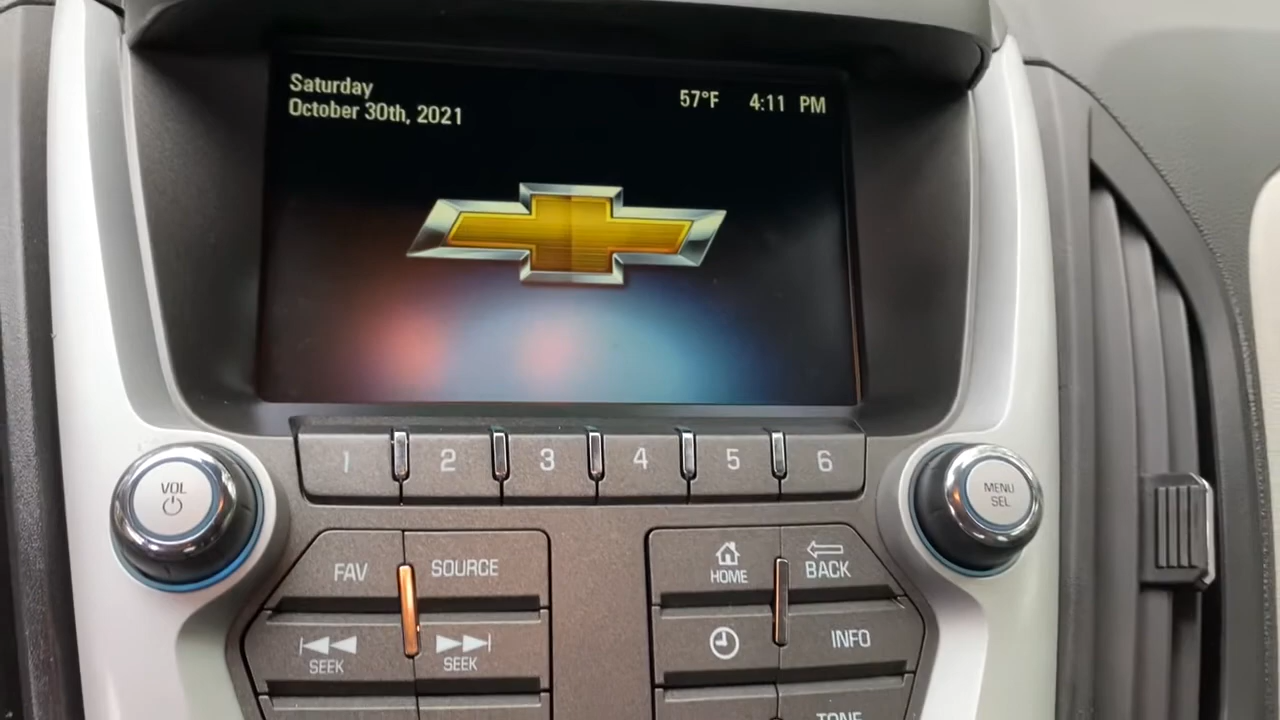 Saturday
October 30th, 2021
57°F 4:11 PM
1 2 3 4 5 6
VOL
MENU
SEL
FAV SOURCE
HOME BACK
SEEK SEEK
INFO
TONE